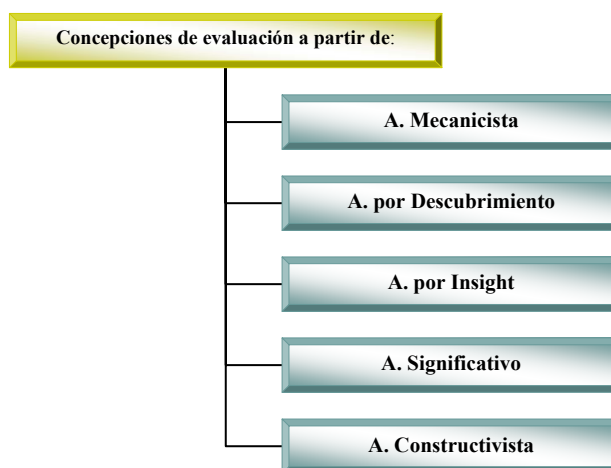 Concepciones de evaluación a partir de:
A. Mecanicista
A. por Descubrimiento
A. por Insight
A. Significativo
A. Constructivista